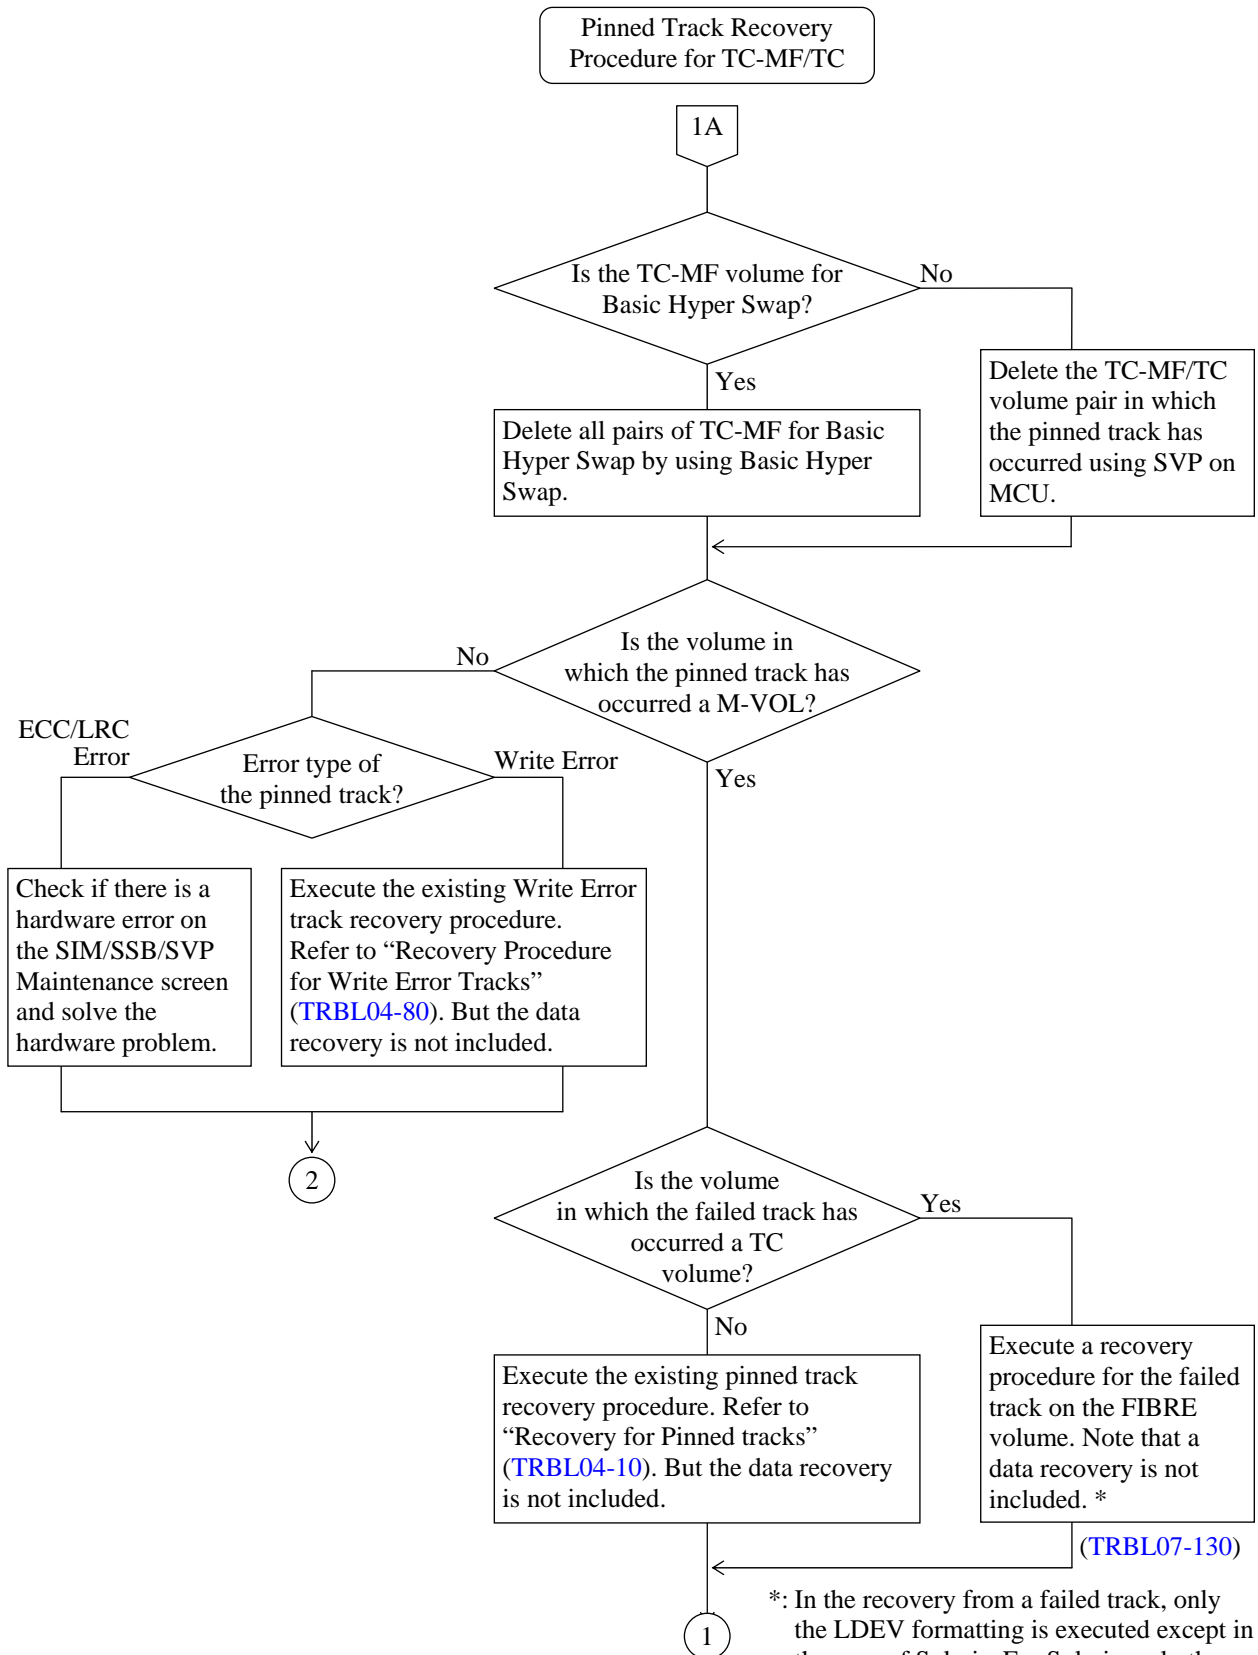 Pinned Track Recovery
Procedure for TC-MF/TC
1A
Is the TC-MF volume for
Basic Hyper Swap?
No
Yes
Delete the TC-MF/TC
volume pair in which
the pinned track has
occurred using SVP on
MCU.
Delete all pairs of TC-MF for Basic
Hyper Swap by using Basic Hyper
Swap.
Is the volume in
which the pinned track has
occurred a M-VOL?
No
Yes
ECC/LRC
Error
Error type of
the pinned track?
Write Error
Check if there is a
hardware error on
the SIM/SSB/SVP
Maintenance screen
and solve the
hardware problem.
Execute the existing Write Error
track recovery procedure.
Refer to “Recovery Procedure
for Write Error Tracks”
(TRBL04-80). But the data
recovery is not included.
2
Is the volume
in which the failed track has
occurred a TC
volume?
Yes
No
Execute the existing pinned track
recovery procedure. Refer to
“Recovery for Pinned tracks”
(TRBL04-10). But the data recovery
is not included.
Execute a recovery
procedure for the failed
track on the FIBRE
volume. Note that a
data recovery is not
included. *
(TRBL07-130)
1
*: In the recovery from a failed track, only
the LDEV formatting is executed except in